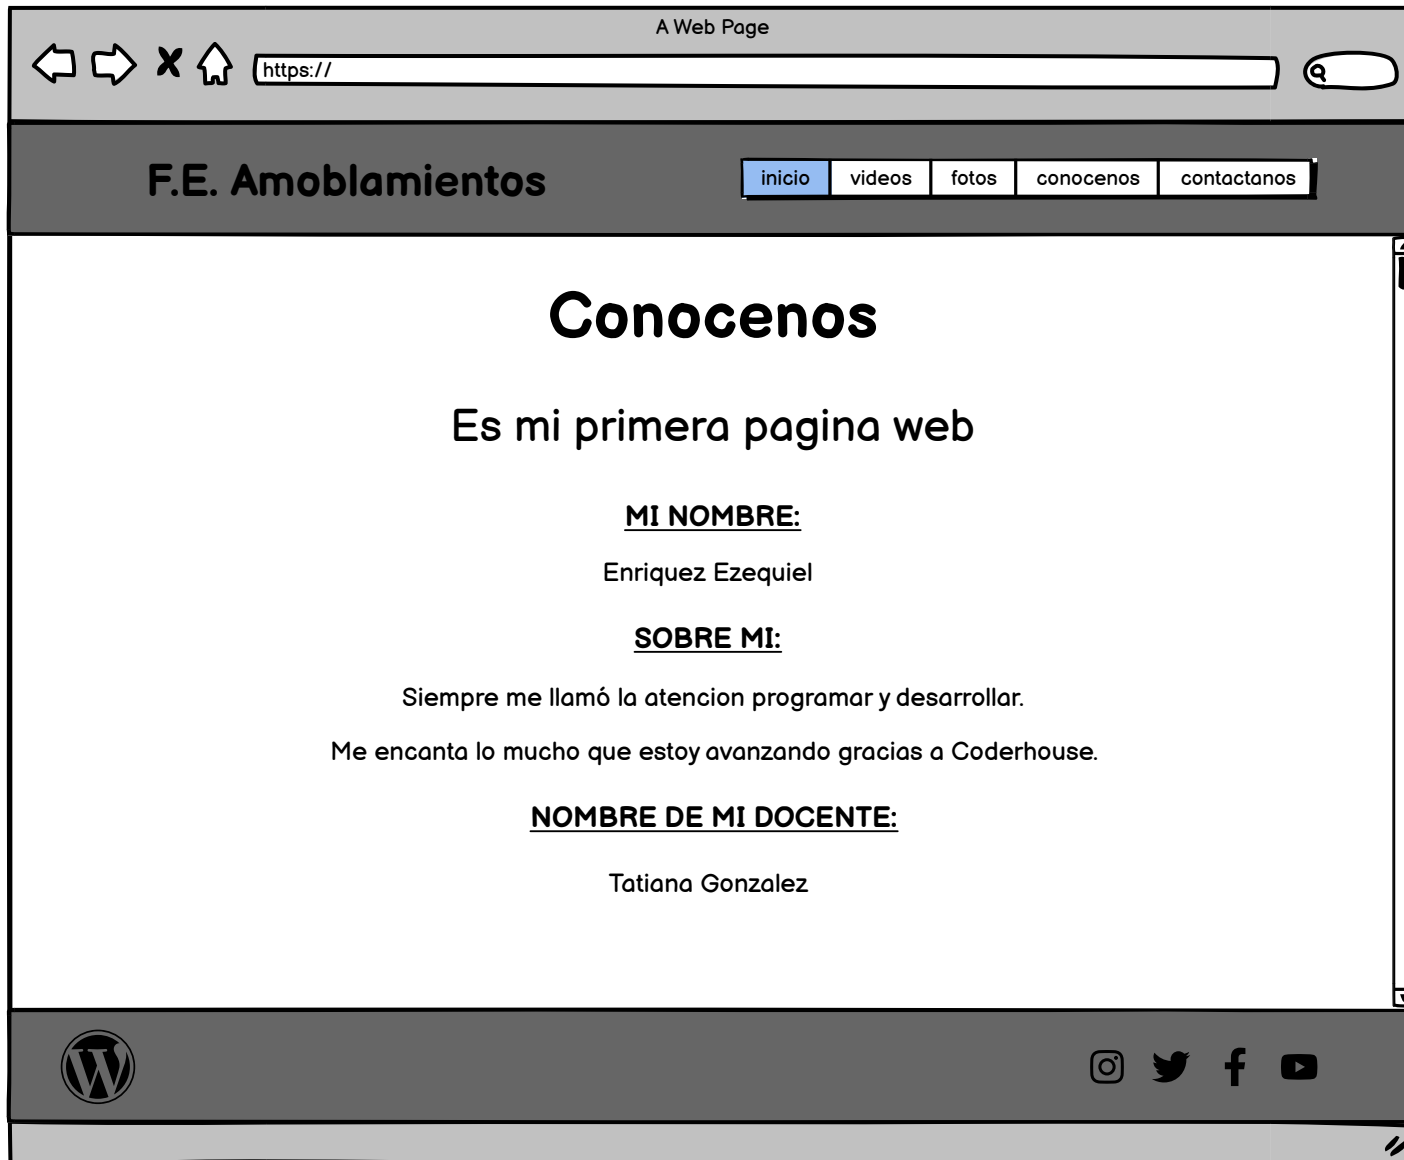 A Web Page
https://
F.E. Amoblamientos
inicio videos fotos conocenos contactanos
Conocenos
Es mi primera pagina web
MI NOMBRE:
Enriquez Ezequiel
SOBRE MI:
Siempre me llamó la atencion programar y desarrollar.
Me encanta lo mucho que estoy avanzando gracias a Coderhouse.
NOMBRE DE MI DOCENTE:
Tatiana Gonzalez